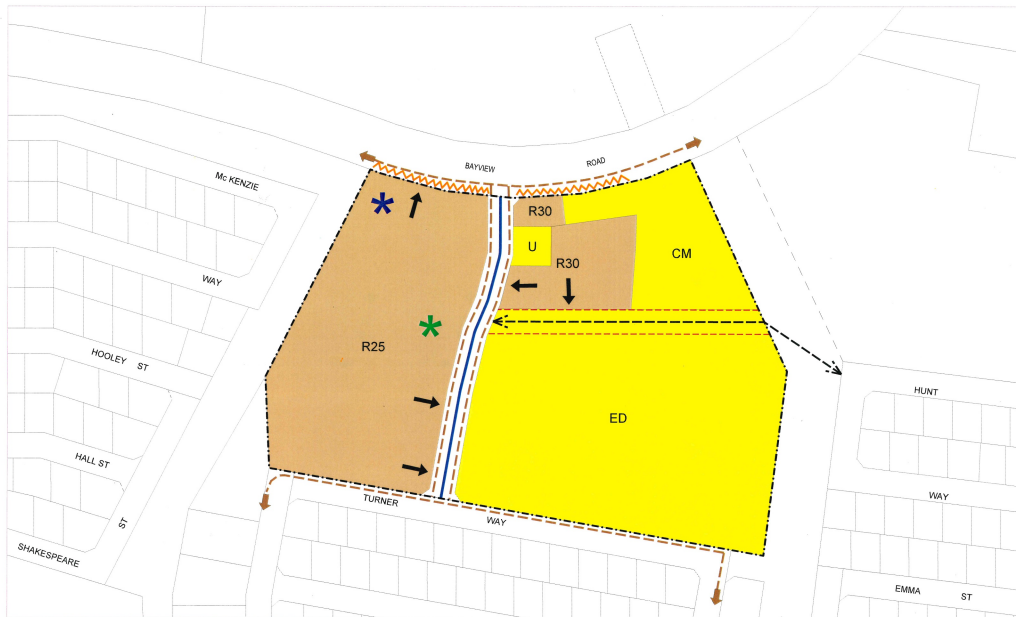 BAYVIEW ROAD
Mc KENZIE
WAY
R30
U
R30
CM
R25
HOOLEY ST
HUNT
ED
HALL ST
WAY
TURNER
WAY
ST
SHAKESPEARE
EMMA ST